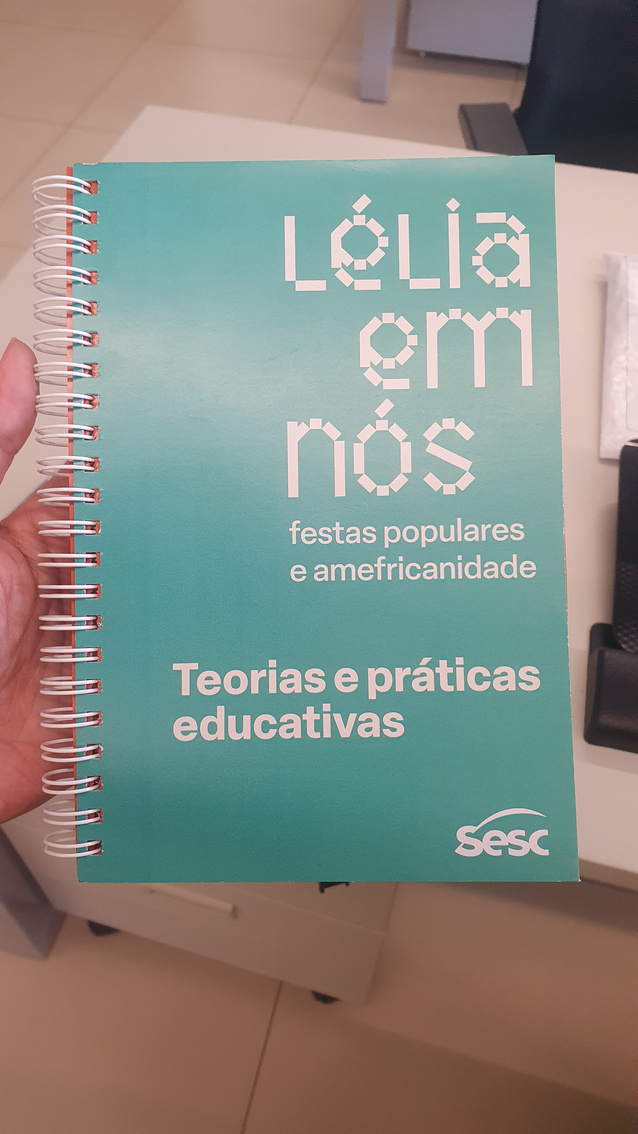 Lélia
em
nós
festas populares
e amefricanidade
Teorias e práticas
educativas
Sesc